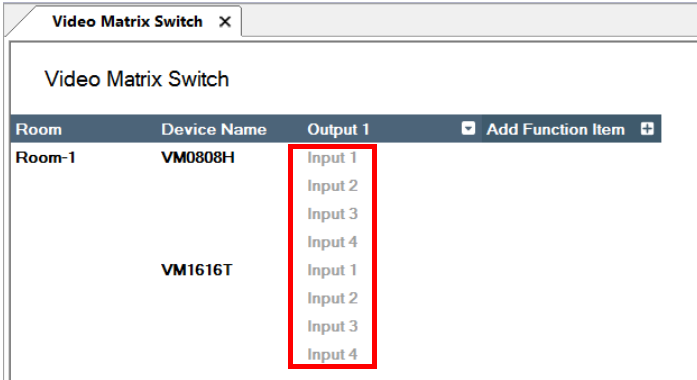 Video Matrix Switch X
Video Matrix Switch
Room Device Name Output 1 Add Function Item
Room-1 VM0808H Input 1
Input 2
Input 3
Input 4
VM1616T Input 1
Input 2
Input 3
Input 4